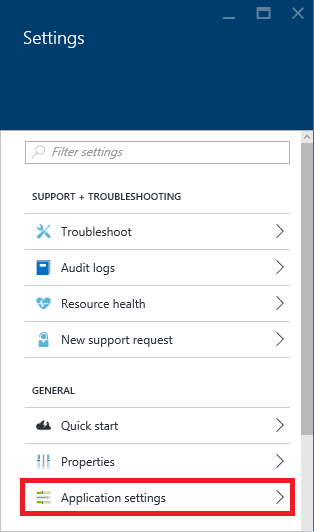 Settings
Filter settings
SUPPORT + TROUBLESHOOTING
Troubleshoot
Audit logs
Resource health
New support request
GENERAL
Quick start
Properties
Application settings